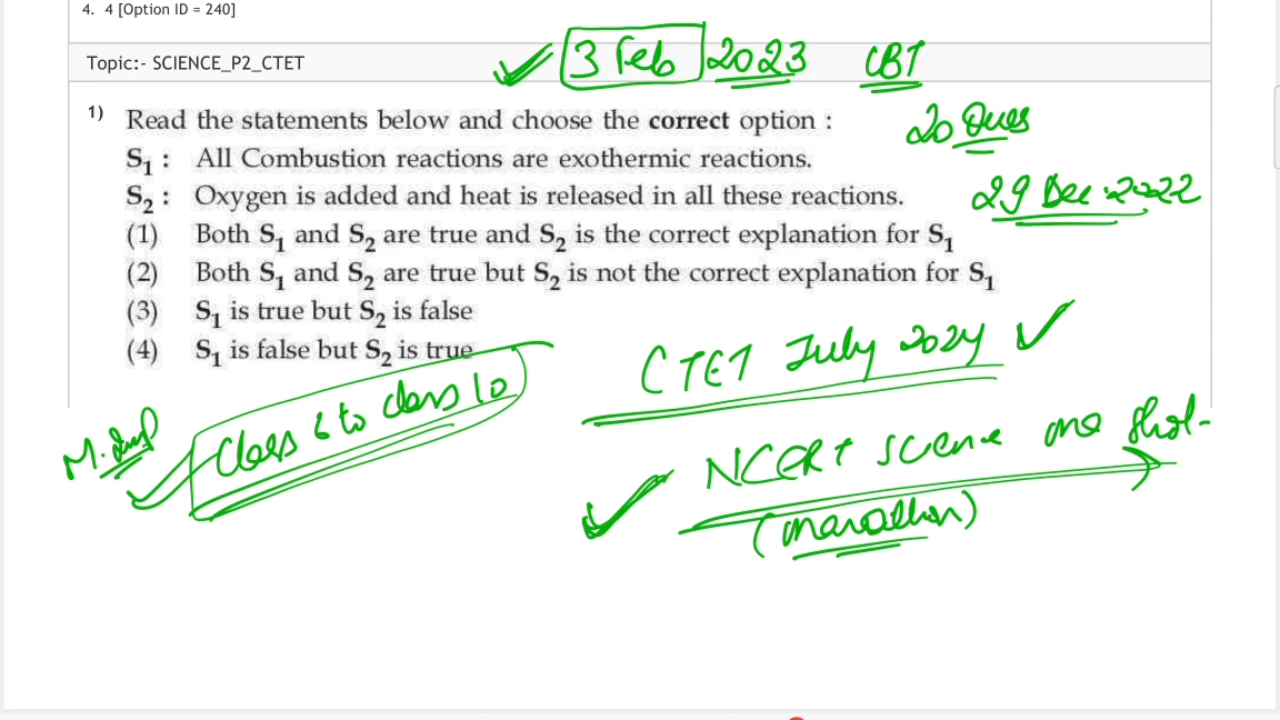 4. 4 [Option ID = 240]
Topic:- SCIENCE_P2_CTET
3 Feb 2023 CBT
20 Ques
29 Dec 2022
1) Read the statements below and choose the correct option :
S1 : All Combustion reactions are exothermic reactions.
S2 : Oxygen is added and heat is released in all these reactions.
(1) Both S1 and S2 are true and S2 is the correct explanation for S1
(2) Both S1 and S2 are true but S2 is not the correct explanation for S1
(3) S1 is true but S2 is false
(4) S1 is false but S2 is true
CTET July 2024
class 6 to class 10
NCERT science one shot
(marathon)